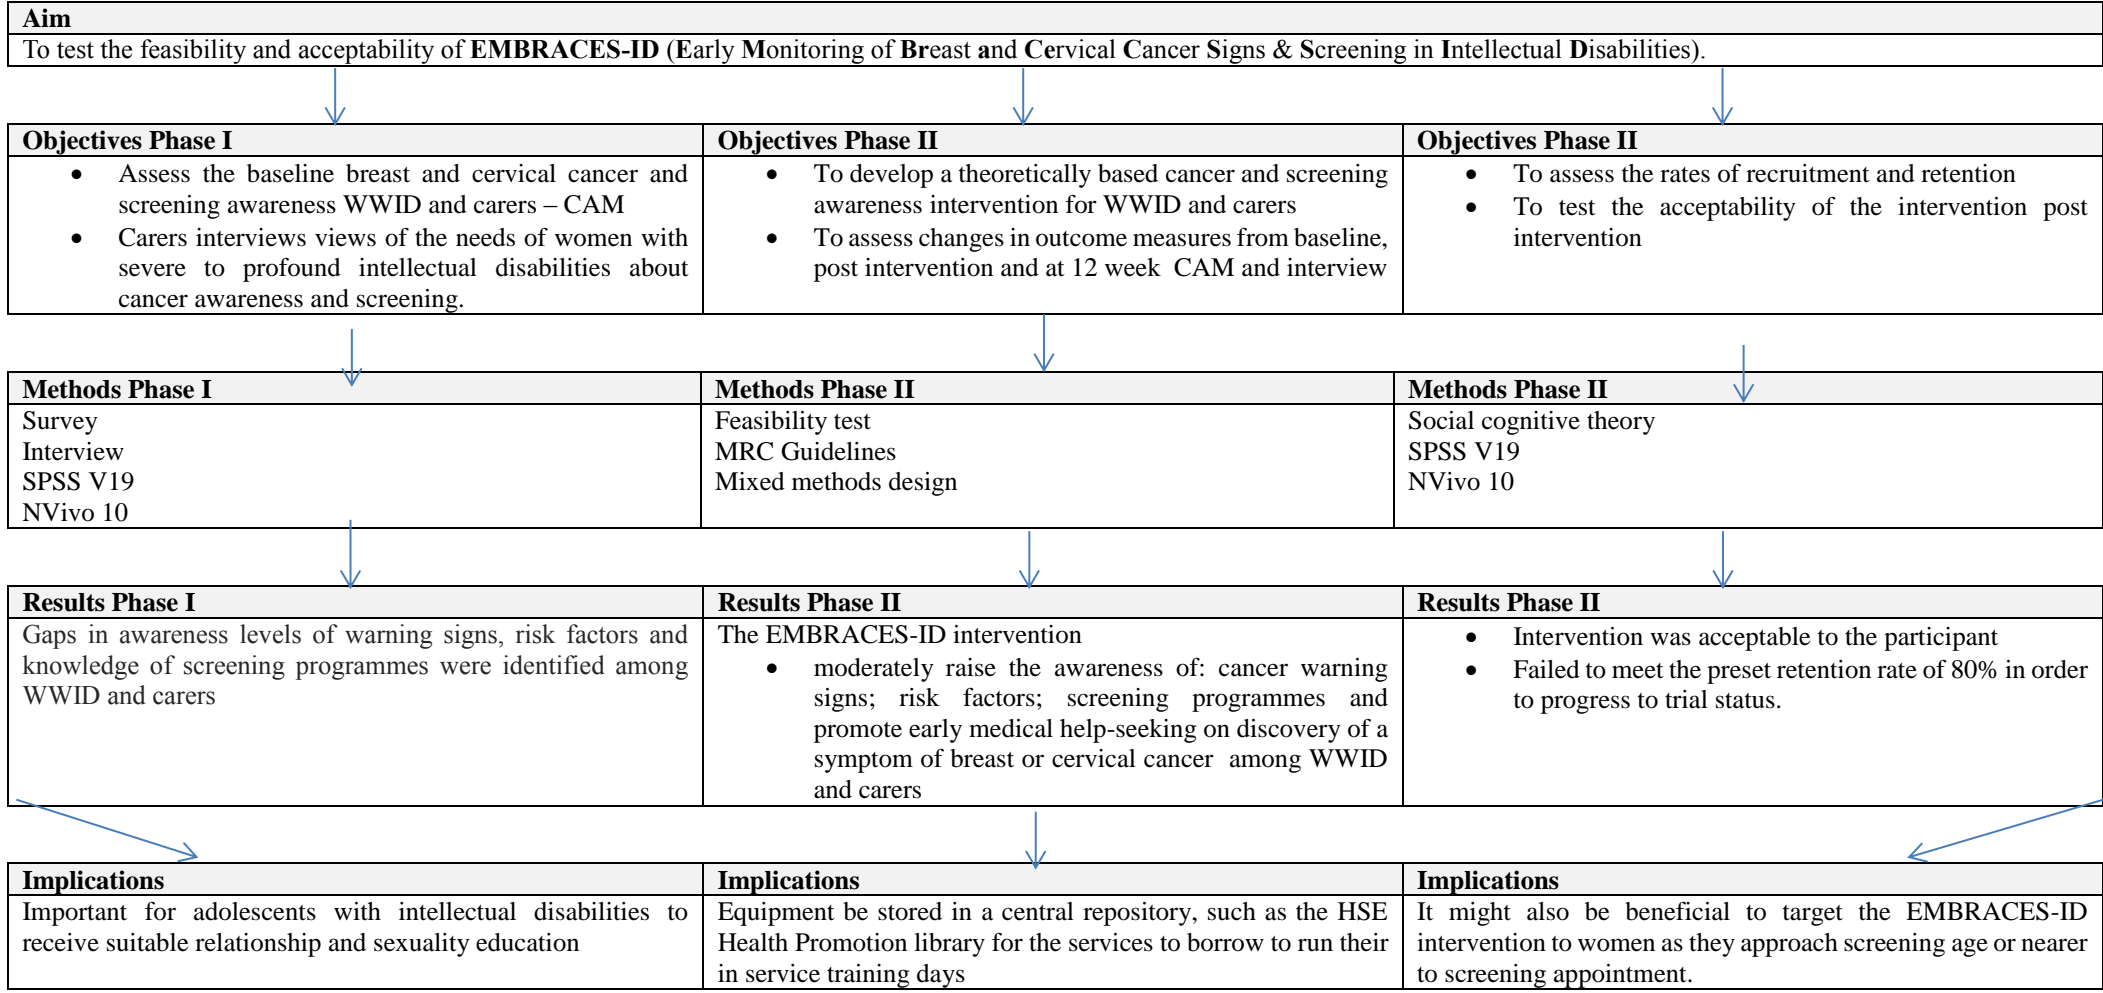 Aim
To test the feasibility and acceptability of EMBRACES-ID (Early Monitoring of Breast and Cervical Cancer Signs & Screening in Intellectual Disabilities).
Objectives Phase I
• Assess the baseline breast and cervical cancer and
screening awareness WWID and carers – CAM
• Carers interviews views of the needs of women with
severe to profound intellectual disabilities about
cancer awareness and screening.
Objectives Phase II
• To develop a theoretically based cancer and screening
awareness intervention for WWID and carers
• To assess changes in outcome measures from baseline,
post intervention and at 12 week CAM and interview
Objectives Phase II
• To assess the rates of recruitment and retention
• To test the acceptability of the intervention post
intervention
Methods Phase I
Survey
Interview
SPSS V19
NVivo 10
Methods Phase II
Feasibility test
MRC Guidelines
Mixed methods design
Methods Phase II
Social cognitive theory
SPSS V19
NVivo 10
Results Phase I
Gaps in awareness levels of warning signs, risk factors and
knowledge of screening programmes were identified among
WWID and carers
Results Phase II
The EMBRACES-ID intervention
• moderately raise the awareness of: cancer warning
signs; risk factors; screening programmes and
promote early medical help-seeking on discovery of a
symptom of breast or cervical cancer among WWID
and carers
Results Phase II
• Intervention was acceptable to the participant
• Failed to meet the preset retention rate of 80% in order
to progress to trial status.
Implications
Important for adolescents with intellectual disabilities to
receive suitable relationship and sexuality education
Implications
Equipment be stored in a central repository, such as the HSE
Health Promotion library for the services to borrow to run their
in service training days
Implications
It might also be beneficial to target the EMBRACES-ID
intervention to women as they approach screening age or nearer
to screening appointment.